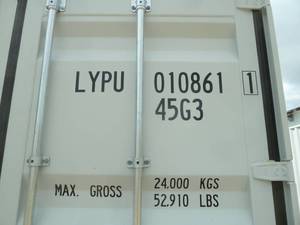 LYPU 010861 1
45G3
MAX. GROSS 24.000 KGS
52.910 LBS